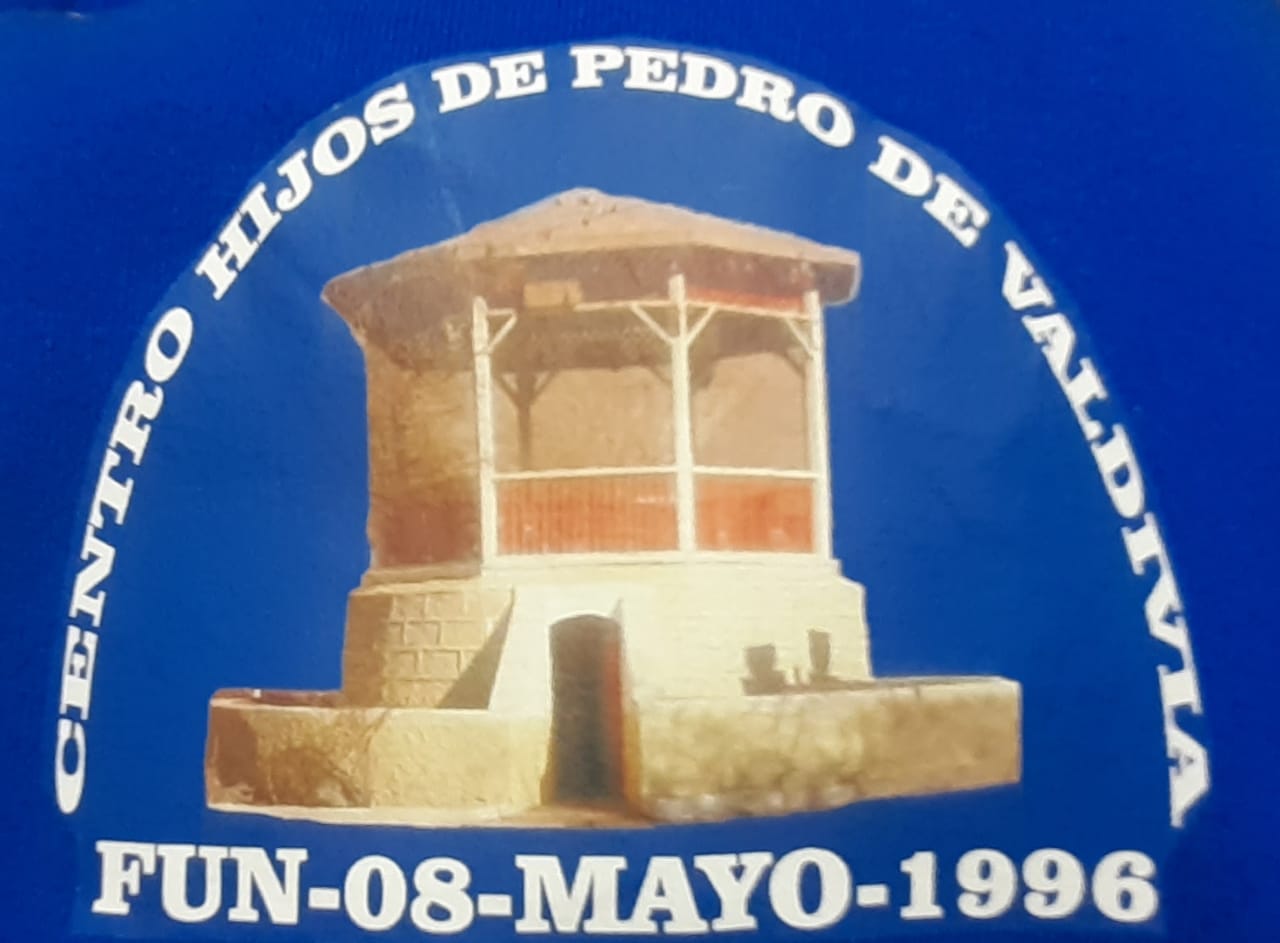 CENTRO HIJOS DE PEDRO DE VALDIVIA
FUN-08-MAYO-1996